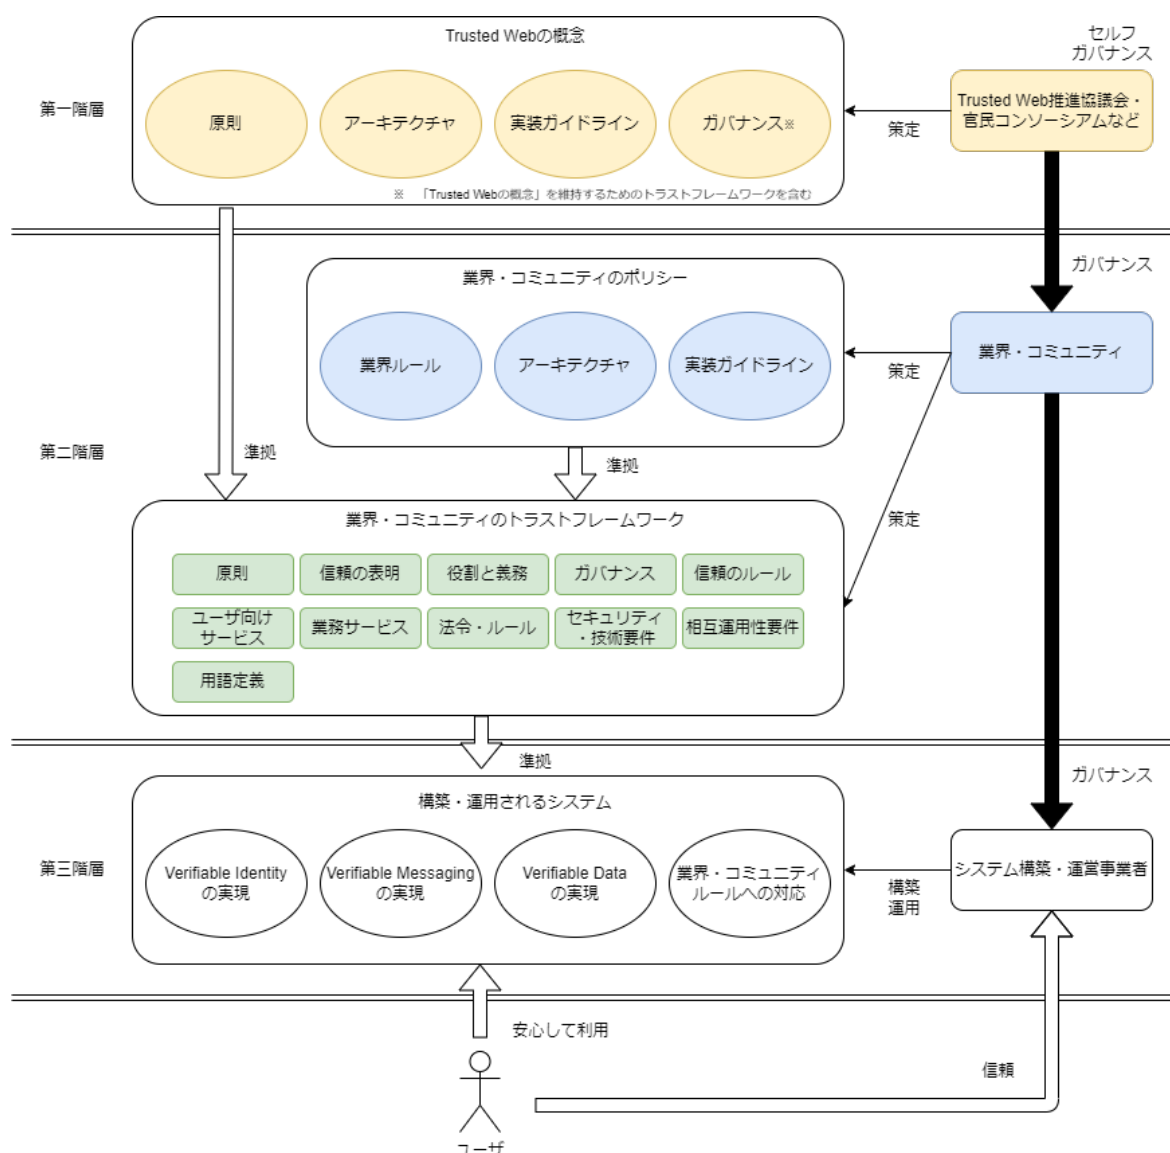 Trusted Webの概念
セルフ
ガバナンス
第一階層
原則
アーキテクチャ
実装ガイドライン
ガバナンス※
策定
Trusted Web推進協議会・
官民コンソーシアムなど
※ 「Trusted Webの概念」を維持するためのトラストフレームワークを含む
ガバナンス
業界・コミュニティのポリシー
業界ルール
アーキテクチャ
実装ガイドライン
策定
業界・コミュニティ
第二階層
準拠
準拠
業界・コミュニティのトラストフレームワーク
策定
原則
信頼の表明
役割と義務
ガバナンス
信頼のルール
ユーザ向け
サービス
業務サービス
法令・ルール
セキュリティ
・技術要件
相互運用性要件
用語定義
準拠
ガバナンス
構築・運用されるシステム
第三階層
Verifiable Identity
の実現
Verifiable Messaging
の実現
Verifiable Data
の実現
業界・コミュニティ
ルールへの対応
構築
運用
システム構築・運営事業者
安心して利用
信頼
ユーザ